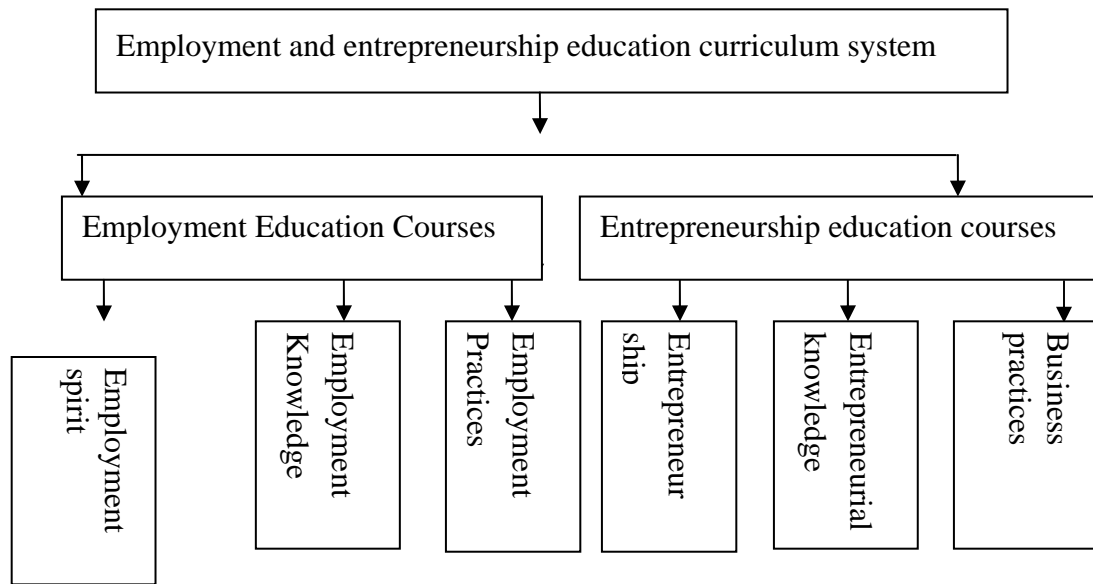 Employment and entrepreneurship education curriculum system
Employment Education Courses
Entrepreneurship education courses
Employment
spirit
Employment
Knowledge
Employment
Practices
Entrepreneur
ship
Entrepreneurial
knowledge
Business
practices